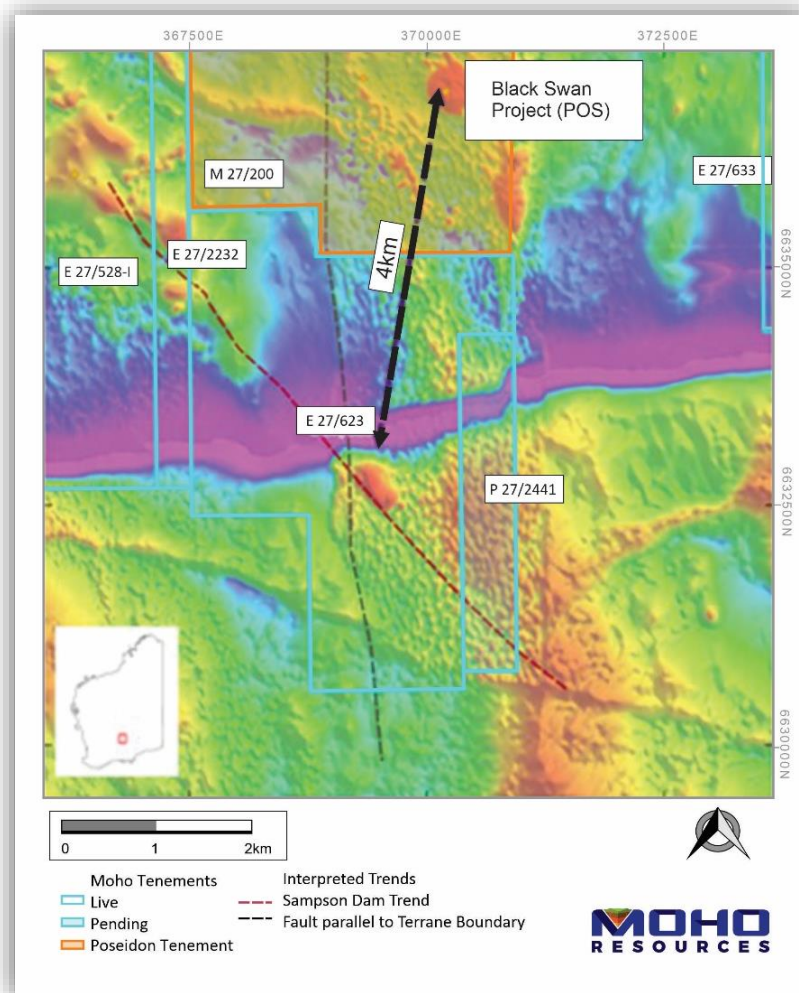 367500E
370000E
372500E
Black Swan
Project (POS)
M 27/200
E 27/633
4km
E 27/2232
E 27/528-I
6635000N
E 27/623
P 27/2441
6632500N
6630000N
0 1 2km
Moho Tenements
Live
Pending
Poseidon Tenement
Interpreted Trends
Sampson Dam Trend
Fault parallel to Terrane Boundary
MOHO
RESOURCES